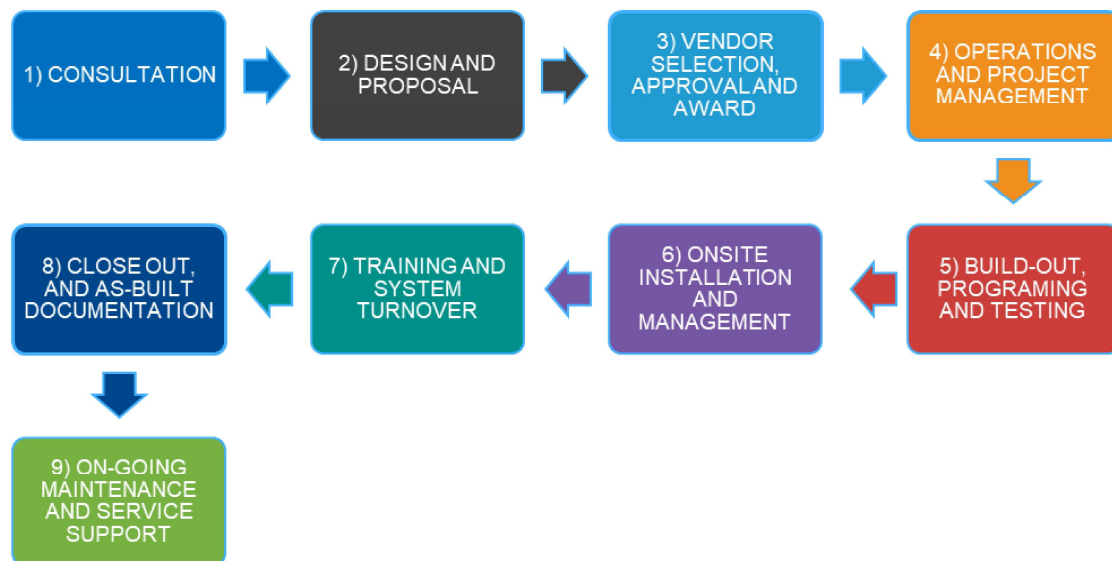 1) CONSULTATION
2) DESIGN AND
PROPOSAL
3) VENDOR
SELECTION,
APPROVAL AND
AWARD
4) OPERATIONS
AND PROJECT
MANAGEMENT
5) BUILD-OUT,
PROGRAMING
AND TESTING
6) ONSITE
INSTALLATION
AND
MANAGEMENT
7) TRAINING AND
SYSTEM
TURNOVER
8) CLOSE OUT,
AND AS-BUILT
DOCUMENTATION
9) ON-GOING
MAINTENANCE
AND SERVICE
SUPPORT